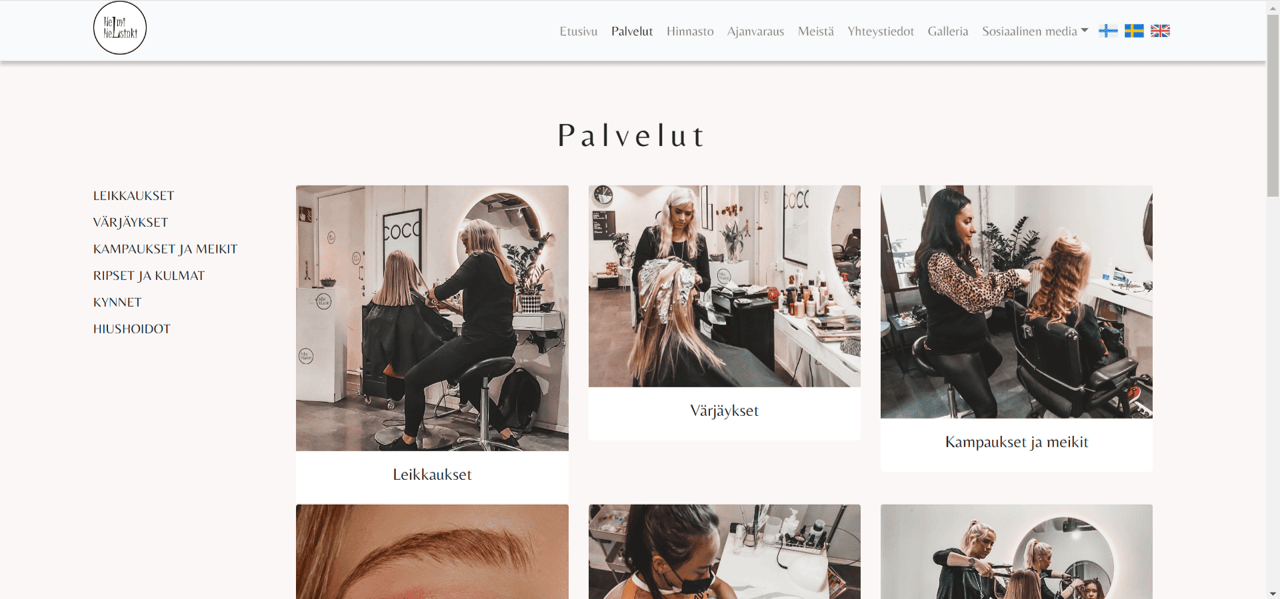 Helmi
Etusivu Palvelut Hinnasto Ajanvaraus Meistä Yhteystiedot Galleria Sosiaalinen media
Palvelut
LEIKKAUKSET
VÄRJÄYKSET
KAMPAUKSET JA MEIKIT
RIPSET JA KULMAT
KYNNET
HIUSHOIDOT
COCO
COCO
Leikkaukset
Värjäykset
Kampaukset ja meikit